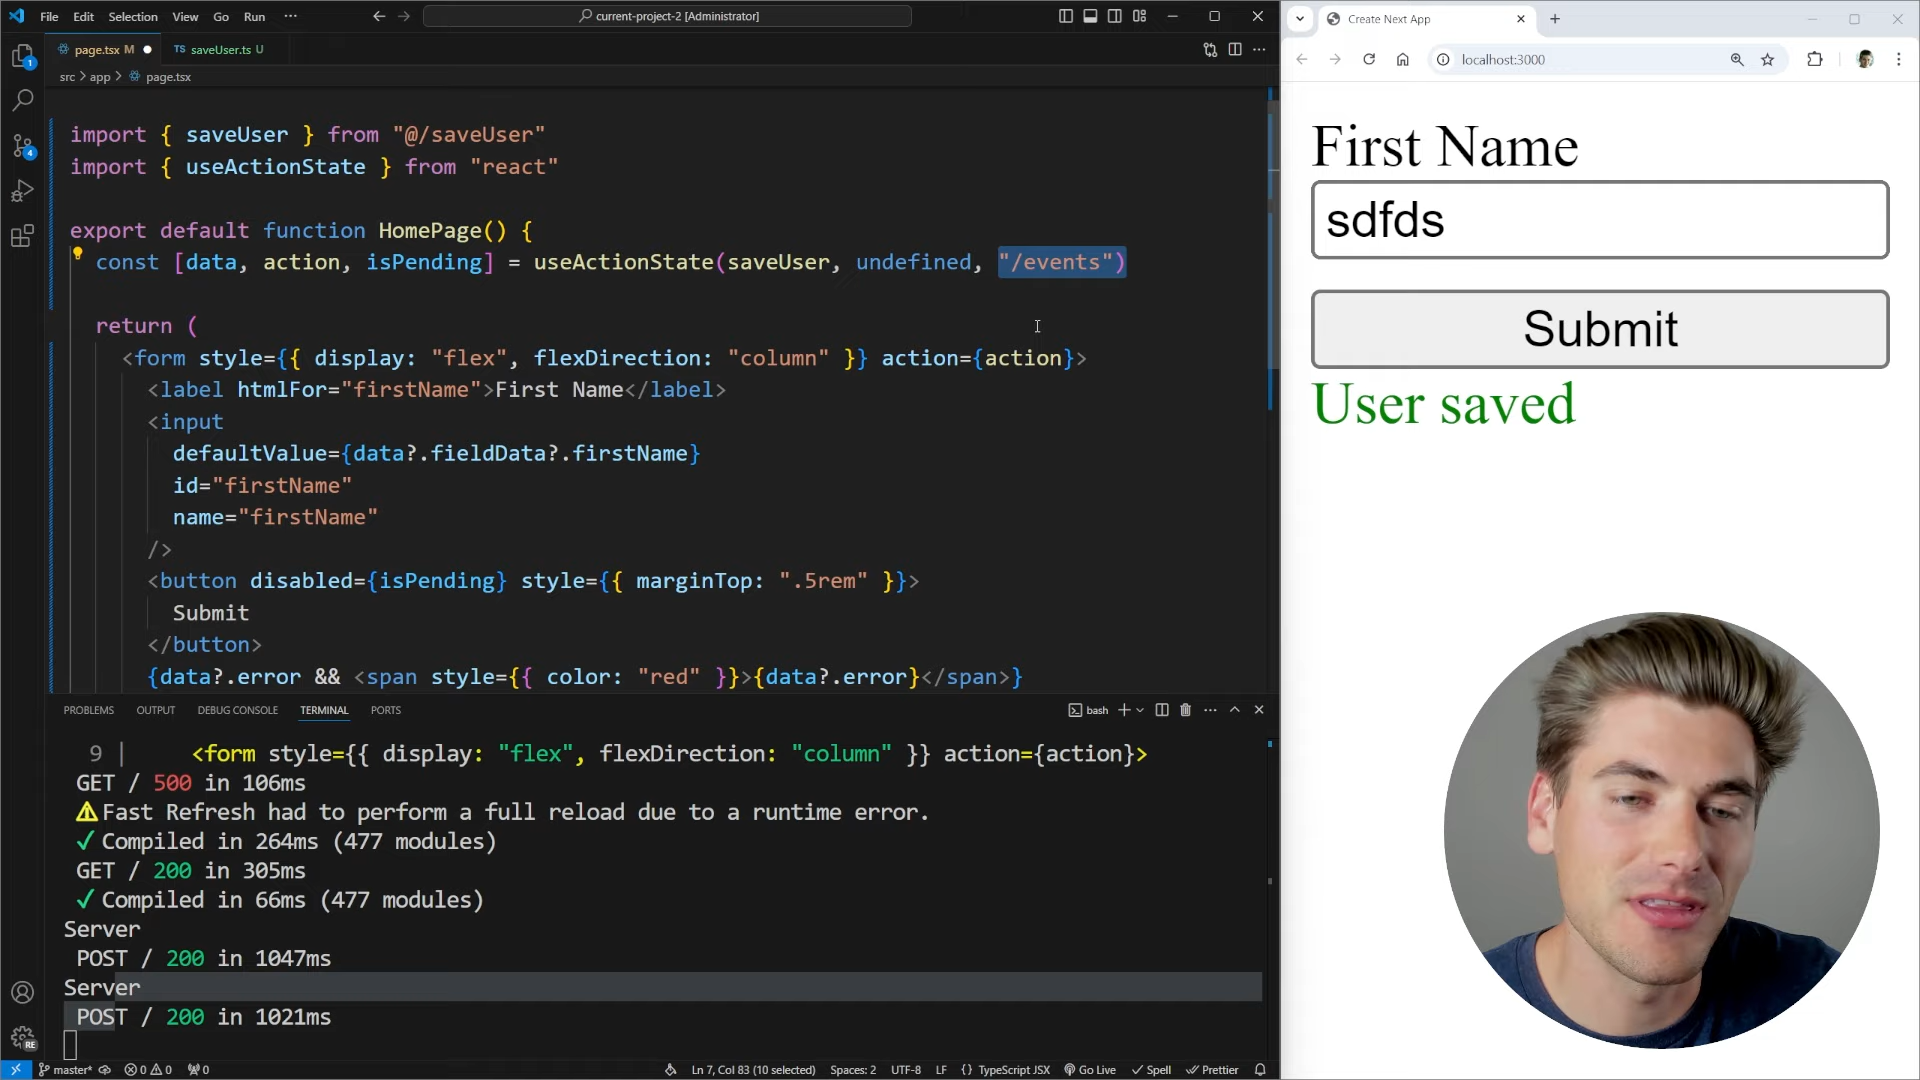 File Edit Selection View Go Run ···
current-project-2 [Administrator]
page.tsx M
TS saveUser.ts U
src > app > page.tsx
import { saveUser } from "@/saveUser"
import { useActionState } from "react"
export default function HomePage() {
const [data, action, isPending] = useActionState(saveUser, undefined, "/events")
return (
<form style={{ display: "flex", flexDirection: "column" }} action={action}>
<label htmlFor="firstName">First Name</label>
<input
defaultValue={data?.fieldData?.firstName}
id="firstName"
name="firstName"
/>
<button disabled={isPending} style={{ marginTop: ".5rem" }}>
Submit
</button>
{data?.error && <span style={{ color: "red" }}>{data?.error}</span>}
PROBLEMS OUTPUT DEBUG CONSOLE TERMINAL PORTS
bash
9 | <form style={{ display: "flex", flexDirection: "column" }} action={action}>
GET / 500 in 106ms
⚠ Fast Refresh had to perform a full reload due to a runtime error.
✓ Compiled in 264ms (477 modules)
GET / 200 in 305ms
✓ Compiled in 66ms (477 modules)
Server
POST / 200 in 1047ms
Server
POST / 200 in 1021ms
1
4
RE
master* 0 0 0
Ln 7, Col 83 (10 selected) Spaces: 2 UTF-8 LF {} TypeScript JSX Go Live Spell Prettier
Create Next App
localhost:3000
First Name
sdfds
Submit
User saved